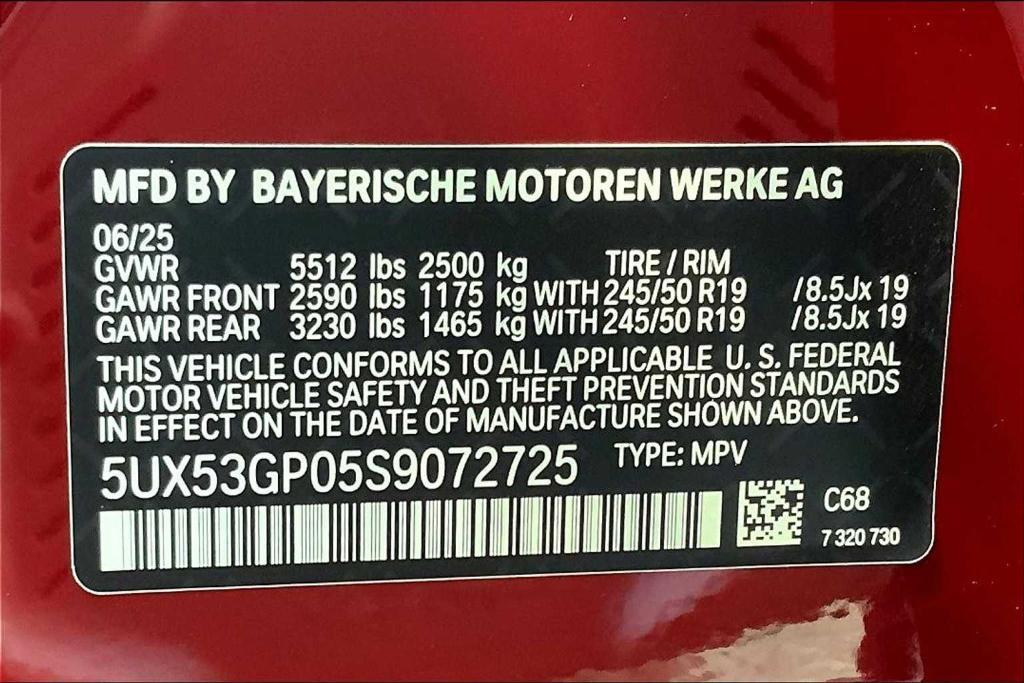 MFD BY BAYERISCHE MOTOREN WERKE AG
06/25
GVWR 5512 lbs 2500 kg TIRE / RIM
GAWR FRONT 2590 lbs 1175 kg WITH 245/50 R19 /8.5Jx 19
GAWR REAR 3230 lbs 1465 kg WITH 245/50 R19 /8.5Jx 19
THIS VEHICLE CONFORMS TO ALL APPLICABLE U. S. FEDERAL
MOTOR VEHICLE SAFETY AND THEFT PREVENTION STANDARDS
IN EFFECT ON THE DATE OF MANUFACTURE SHOWN ABOVE.
5UX53GP05S9072725 TYPE: MPV
C68
7 320 730